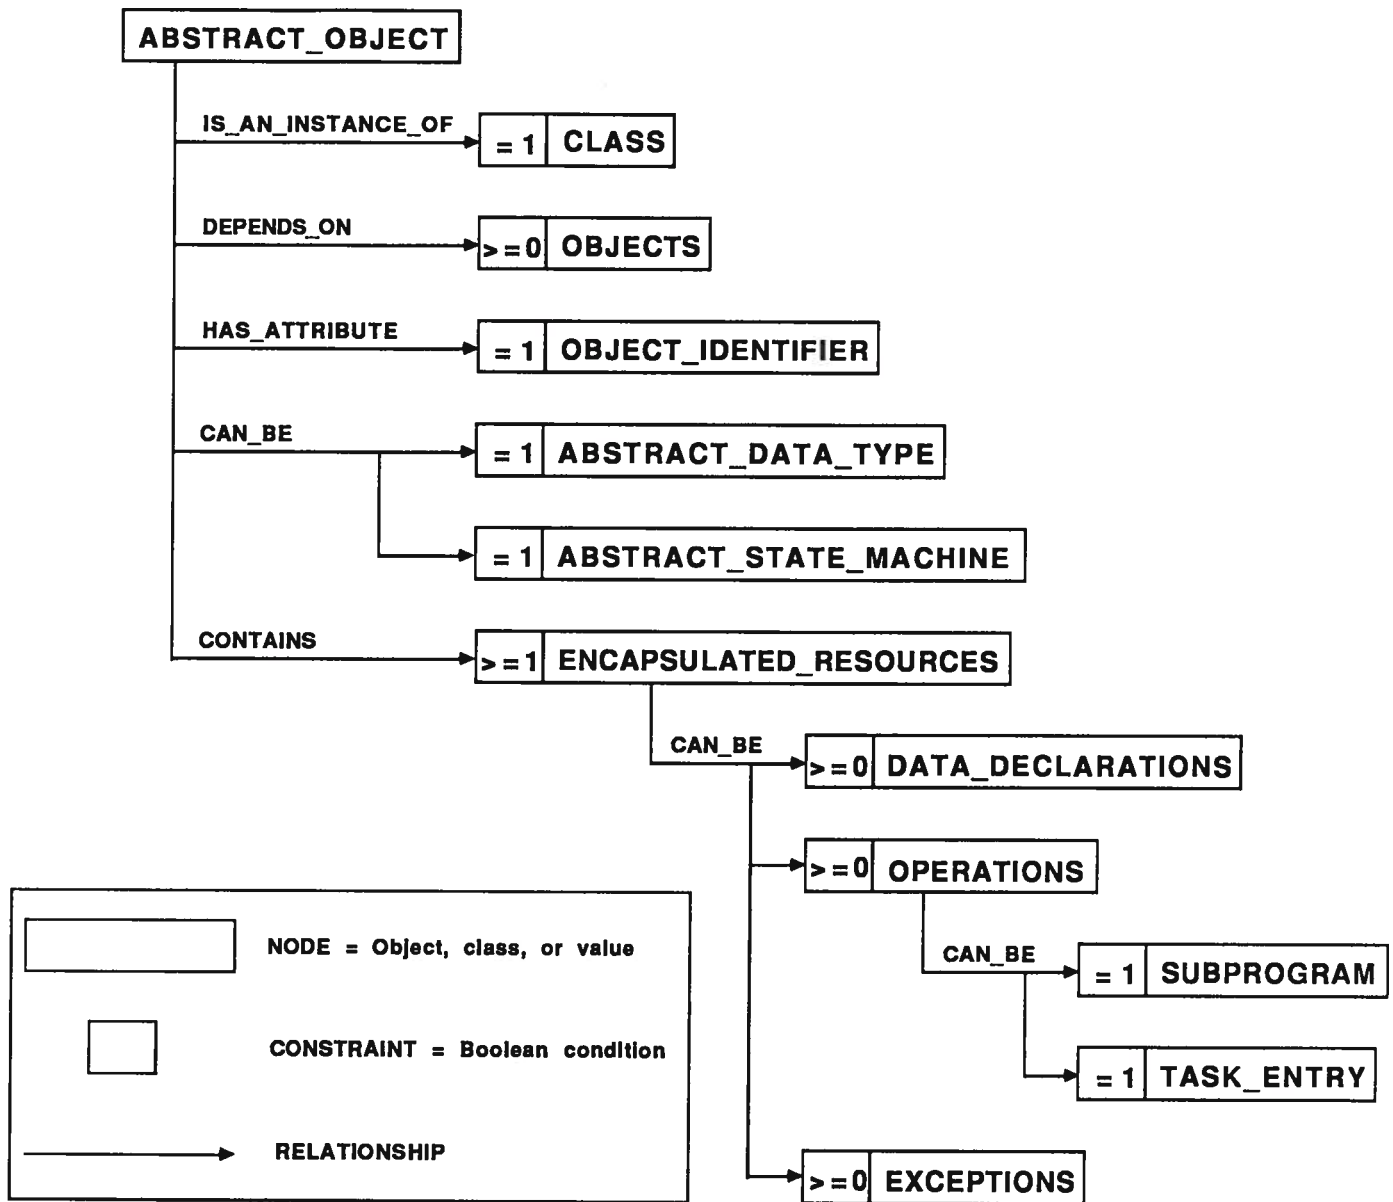 ABSTRACT_OBJECT
IS_AN_INSTANCE_OF
= 1 CLASS
DEPENDS_ON
>=0 OBJECTS
HAS_ATTRIBUTE
= 1 OBJECT_IDENTIFIER
CAN_BE
= 1 ABSTRACT_DATA_TYPE
= 1 ABSTRACT_STATE_MACHINE
CONTAINS
>=1 ENCAPSULATED_RESOURCES
CAN_BE
>=0 DATA_DECLARATIONS
>=0 OPERATIONS
CAN_BE
= 1 SUBPROGRAM
= 1 TASK_ENTRY
>=0 EXCEPTIONS
NODE = Object, class, or value
CONSTRAINT = Boolean condition
RELATIONSHIP